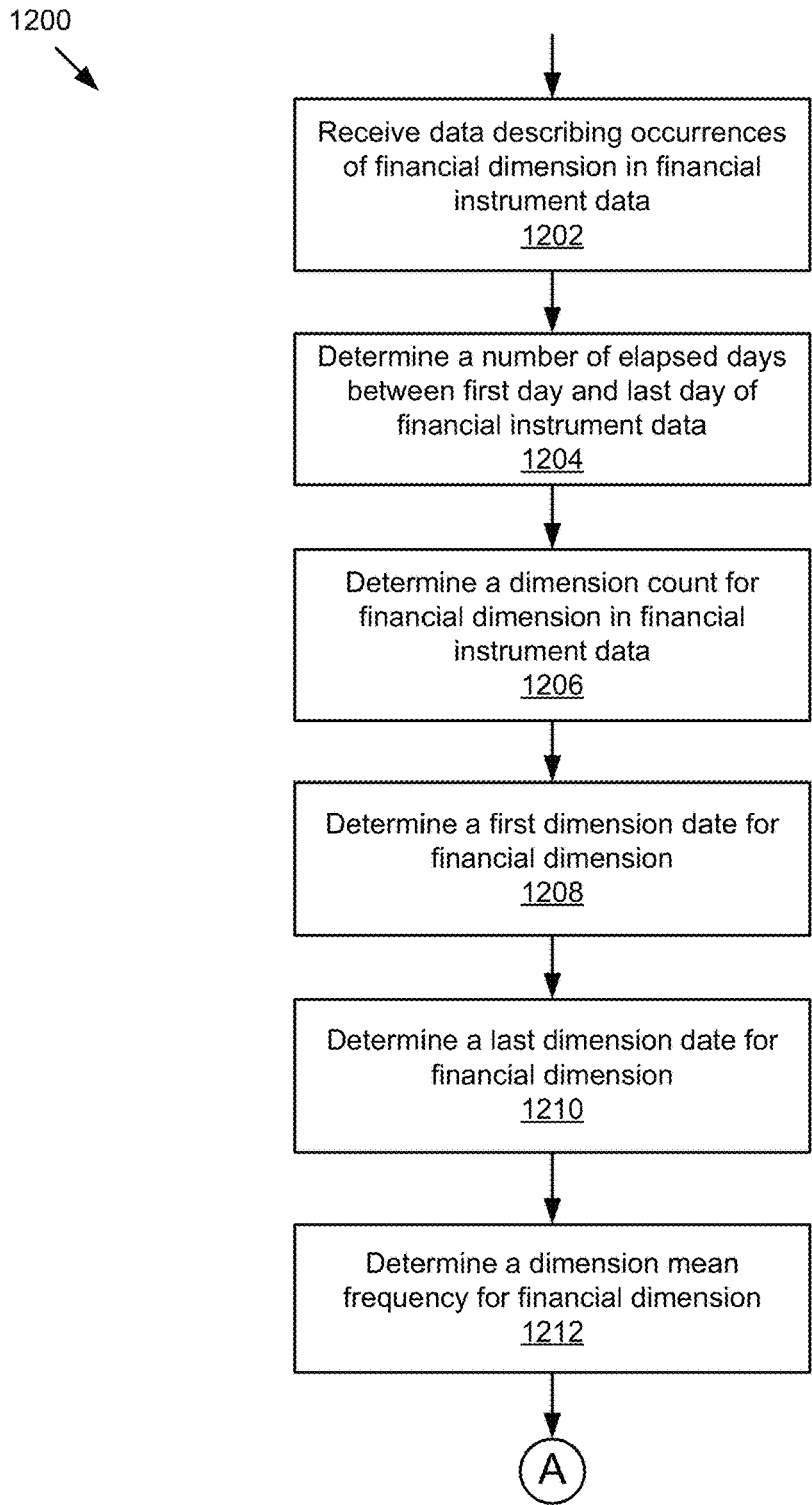 1200
Receive data describing occurrences
of financial dimension in financial
instrument data
1202
Determine a number of elapsed days
between first day and last day of
financial instrument data
1204
Determine a dimension count for
financial dimension in financial
instrument data
1206
Determine a first dimension date for
financial dimension
1208
Determine a last dimension date for
financial dimension
1210
Determine a dimension mean
frequency for financial dimension
1212
A